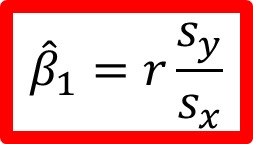 β̂₁ = r s_y/s_x